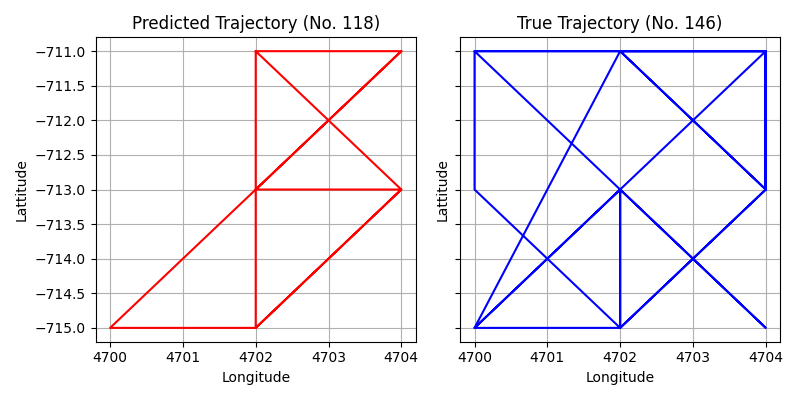 Predicted Trajectory (No. 118)
True Trajectory (No. 146)
−711.0
−711.5
−712.0
−712.5
−713.0
−713.5
−714.0
−714.5
−715.0
Lattitude
Lattitude
4700 4701 4702 4703 4704
4700 4701 4702 4703 4704
Longitude
Longitude